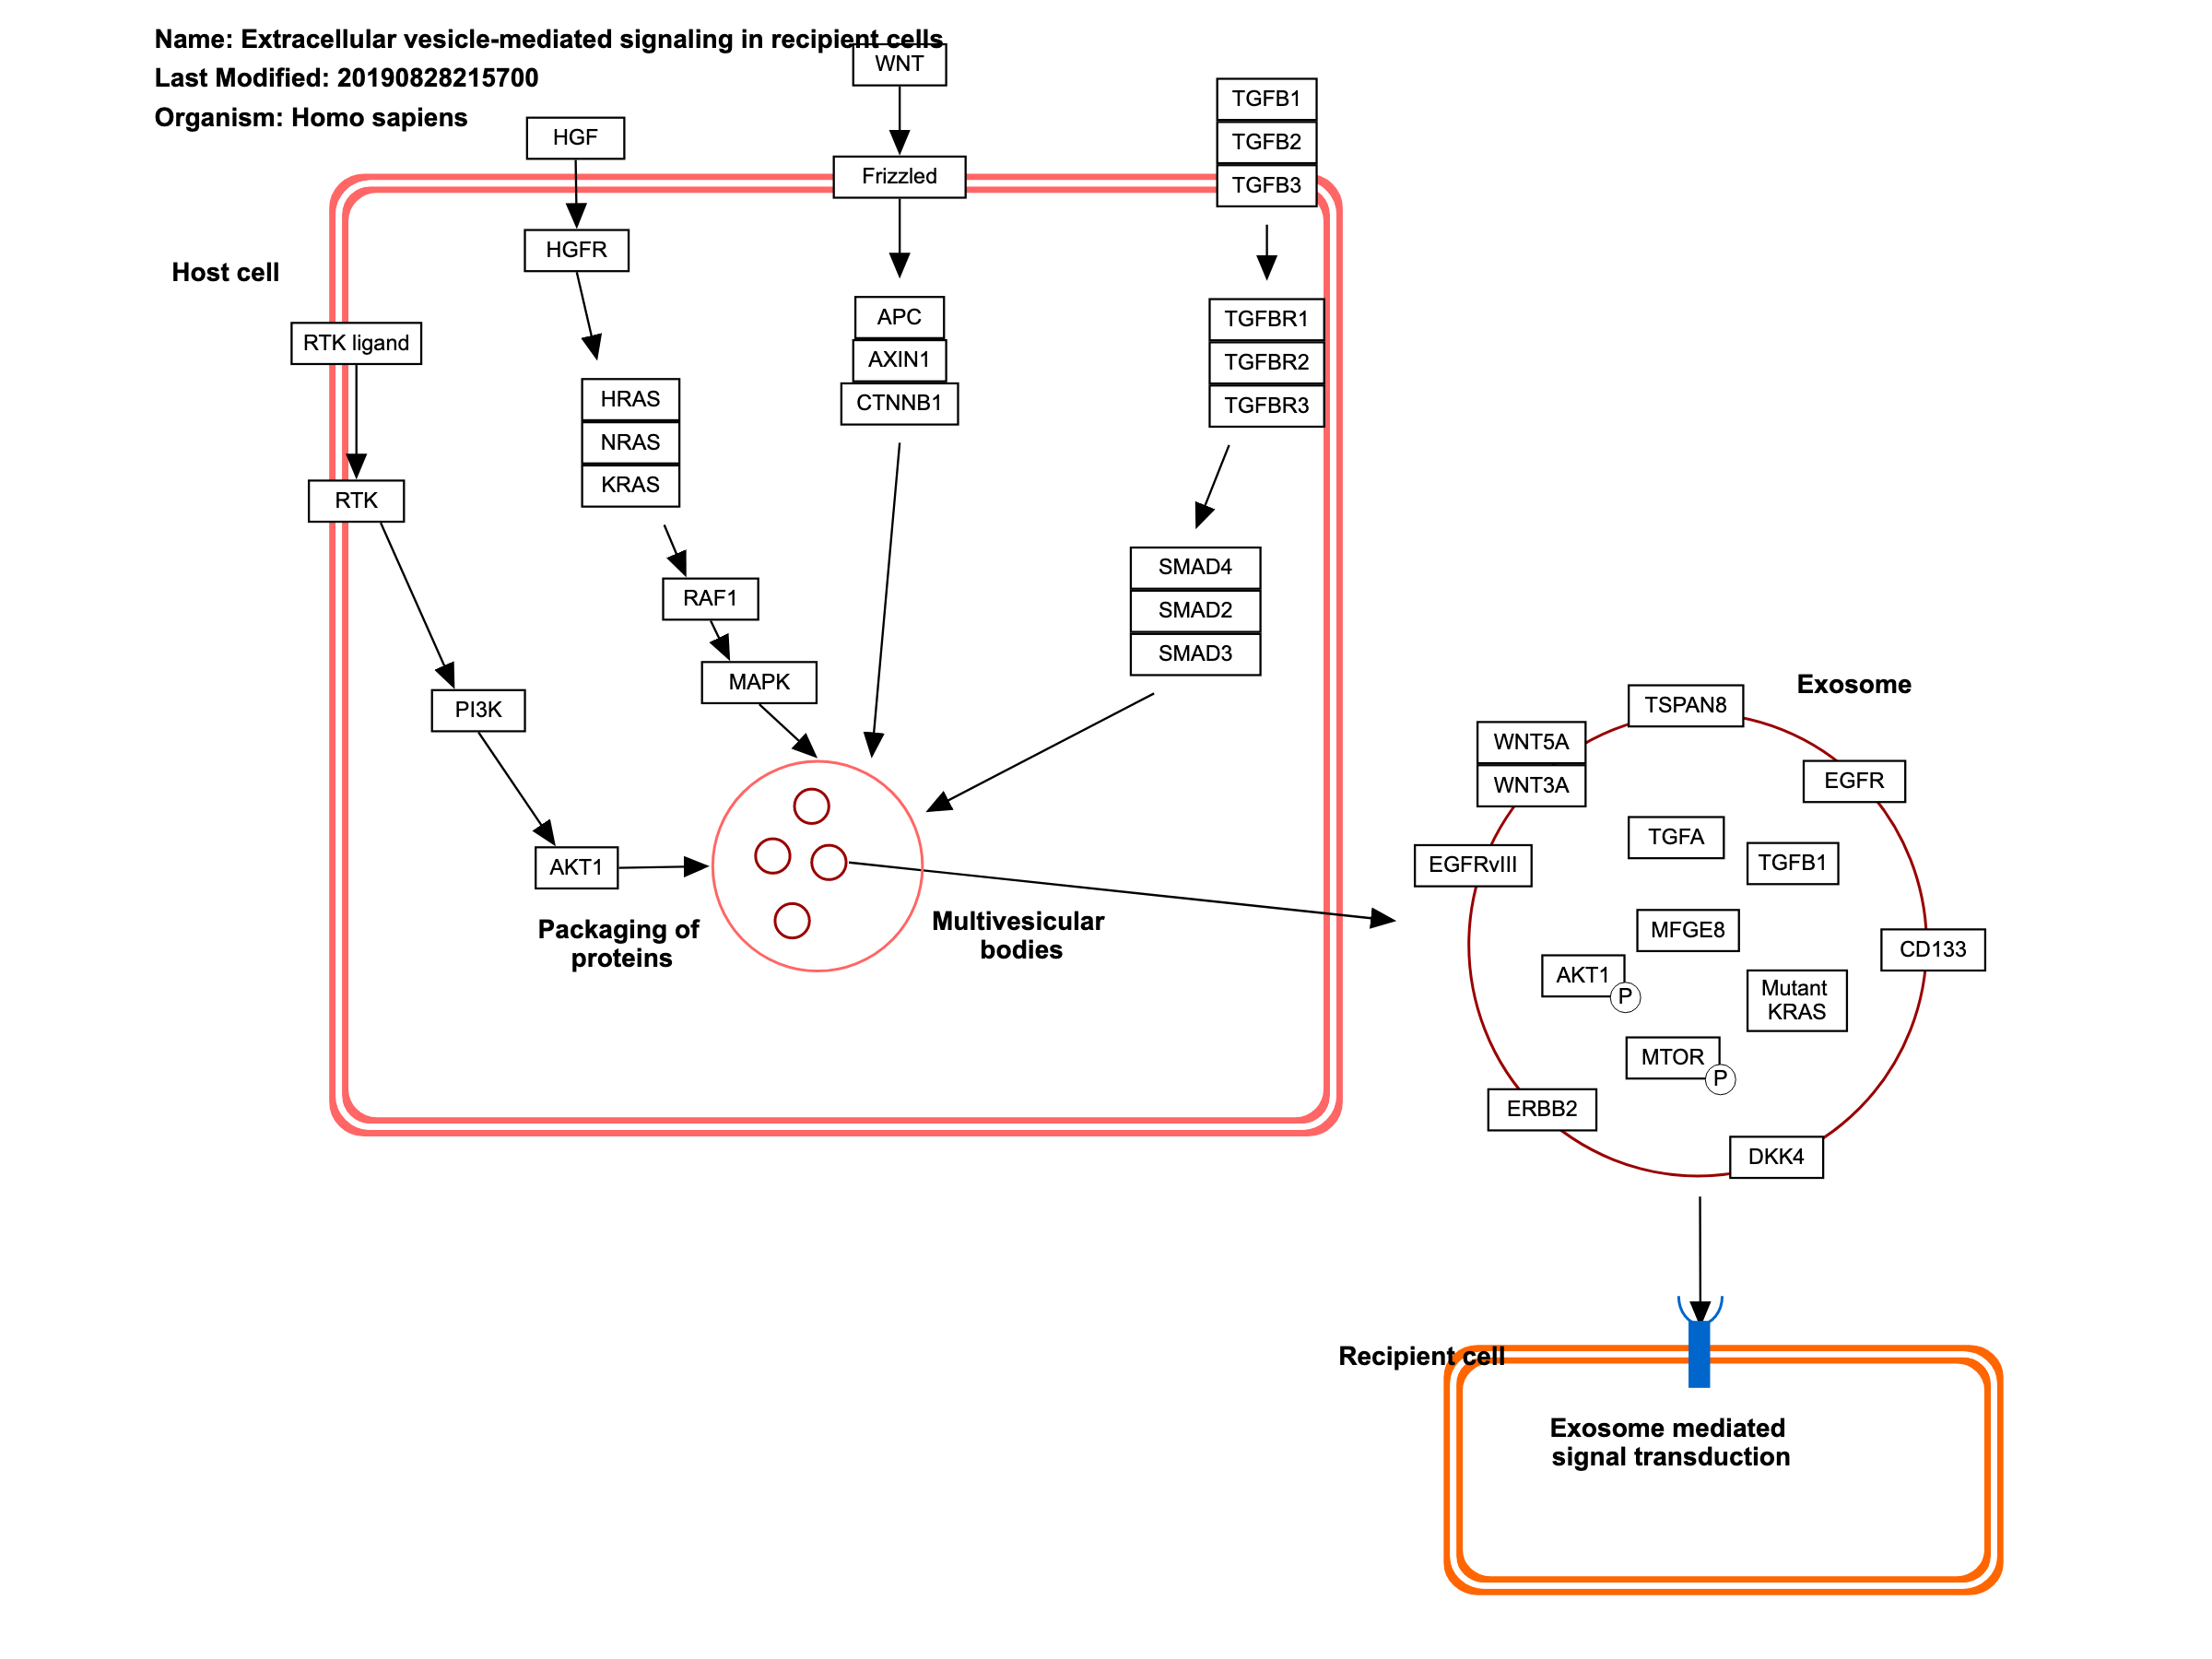 Name: Extracellular vesicle-mediated signaling in recipient cells
Last Modified: 20190828215700
Organism: Homo sapiens
WNT
HGF
TGFB1
TGFB2
TGFB3
Frizzled
HGFR
Host cell
RTK ligand
APC
AXIN1
CTNNB1
TGFBR1
TGFBR2
TGFBR3
HRAS
NRAS
KRAS
RTK
RAF1
SMAD4
SMAD2
SMAD3
MAPK
PI3K
AKT1
Packaging of
proteins
Multivesicular
bodies
Exosome
TSPAN8
WNT5A
WNT3A
EGFR
EGFRvIII
TGFA
TGFB1
MFGE8
CD133
AKT1
P
Mutant
KRAS
MTOR
P
ERBB2
DKK4
Recipient cell
Exosome mediated
signal transduction